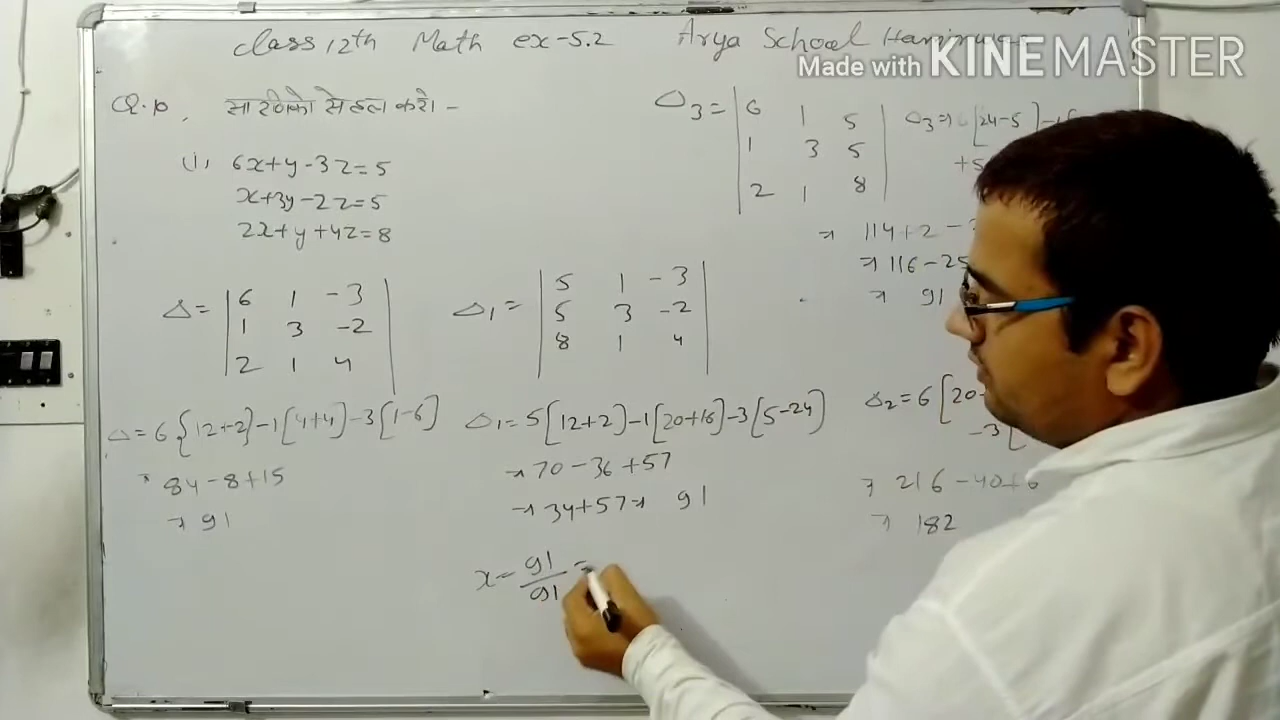 Class 12th Math ex-5.2 Arya School
Made with KINEMASTER
Q.10, सारणिको से हल करो।-
(i), 6x+y-3z=5
x+3y-2z=5
2x+y+4z=8
Δ= | 6 1 -3 |
| 1 3 -2 |
| 2 1 4 |
Δ= 6{12+2}-1[4+4]-3[1-6]
84-8+15
→ 91
Δ1= | 5 1 -3 |
| 5 3 -2 |
| 8 1 4 |
Δ1= 5[12+2]-1[20+16]-3[5-24]
→ 70-36+57
→ 34+57 → 91
x= 91/91 =
Δ3= | 6 1 5 |
| 1 3 5 |
| 2 1 8 |
Δ3= [24-5]
+5
⇒ 114+2-
⇒ 116-25
⇒ 91
Δ2= 6[20
-3[
⇒ 216-40+6
⇒ 182